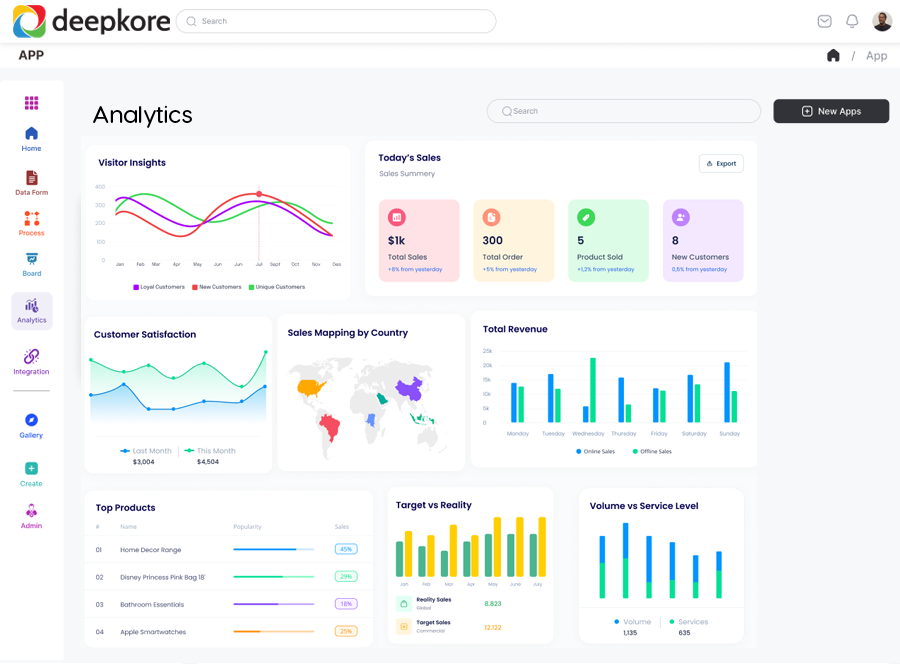 deepkore
Search
APP
/ App
Analytics
Search
New Apps
Home
Data Form
Process
Board
Analytics
Integration
Gallery
Create
Admin
Visitor Insights
400
300
200
100
0
Jan Feb Mar Apr May Jun Jun Jul Sept Oct Nov Des
Loyal Customers New Customers Unique Customers
Today's Sales
Sales Summery
Export
$1k
Total Sales
+8% from yesterday
300
Total Order
+5% from yesterday
5
Product Sold
+1,2% from yesterday
8
New Customers
0,5% from yesterday
Customer Satisfaction
Last Month
$3,004
This Month
$4,504
Sales Mapping by Country
Total Revenue
25k
20k
15k
10k
5k
0
Monday Tuesday Wednesday Thursday Friday Saturday Sunday
Online Sales Offline Sales
Top Products
# Name Popularity Sales
01 Home Decor Range 45%
02 Disney Princess Pink Bag 18' 29%
03 Bathroom Essentials 18%
04 Apple Smartwatches 25%
Target vs Reality
Jan Feb Mar Apr May June July
Reality Sales
Global
8.823
Target Sales
Commercial
12.122
Volume vs Service Level
Volume
1,135
Services
635